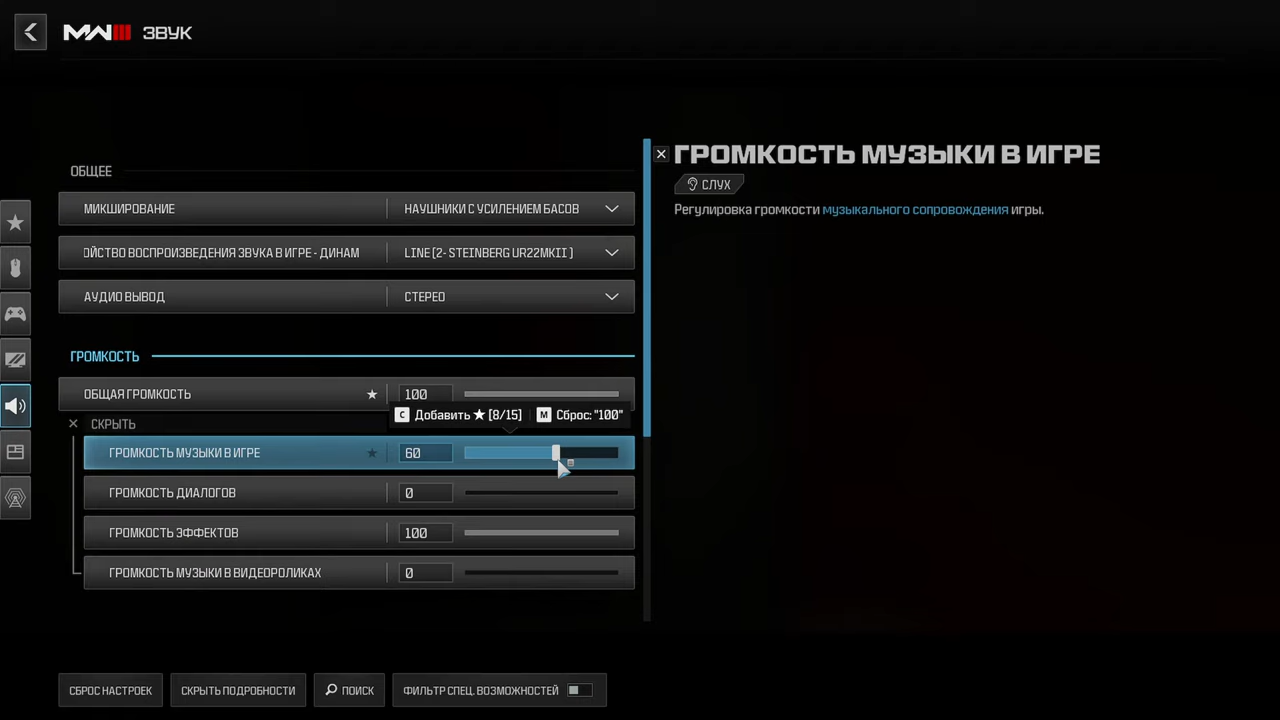 MWIII ЗВУК
ОБЩЕЕ
МИКШИРОВАНИЕ
НАУШНИКИ С УСИЛЕНИЕМ БАСОВ
ОЙСТВО ВОСПРОИЗВЕДЕНИЯ ЗВУКА В ИГРЕ - ДИНАМ
LINE (2- STEINBERG UR22MKII )
АУДИО ВЫВОД
СТЕРЕО
ГРОМКОСТЬ
ОБЩАЯ ГРОМКОСТЬ ★
100
C Добавить ★ [8/15] M Сброс: "100"
✕ СКРЫТЬ
ГРОМКОСТЬ МУЗЫКИ В ИГРЕ ★
60
ГРОМКОСТЬ ДИАЛОГОВ
0
ГРОМКОСТЬ ЭФФЕКТОВ
100
ГРОМКОСТЬ МУЗЫКИ В ВИДЕОРОЛИКАХ
0
✕ ГРОМКОСТЬ МУЗЫКИ В ИГРЕ
СЛУХ
Регулировка громкости музыкального сопровождения игры.
СБРОС НАСТРОЕК
СКРЫТЬ ПОДРОБНОСТИ
ПОИСК
ФИЛЬТР СПЕЦ. ВОЗМОЖНОСТЕЙ